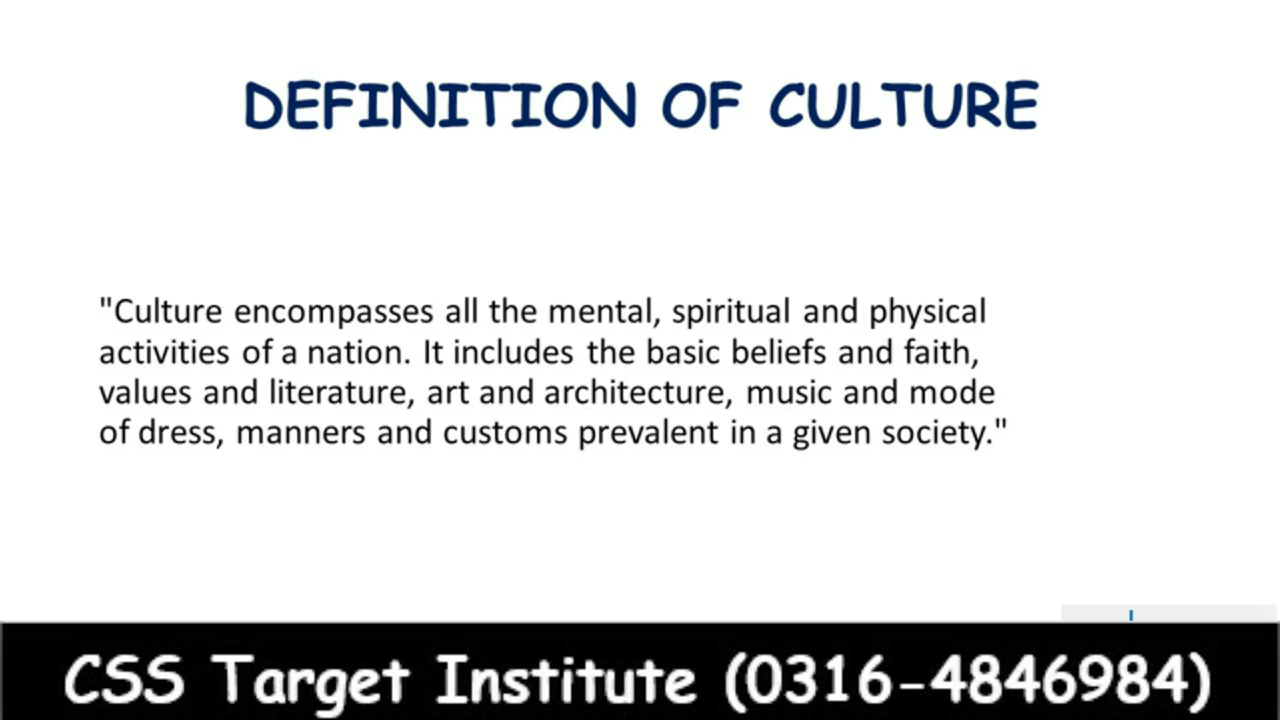 DEFINITION OF CULTURE
"Culture encompasses all the mental, spiritual and physical
activities of a nation. It includes the basic beliefs and faith,
values and literature, art and architecture, music and mode
of dress, manners and customs prevalent in a given society."
CSS Target Institute (0316-4846984)